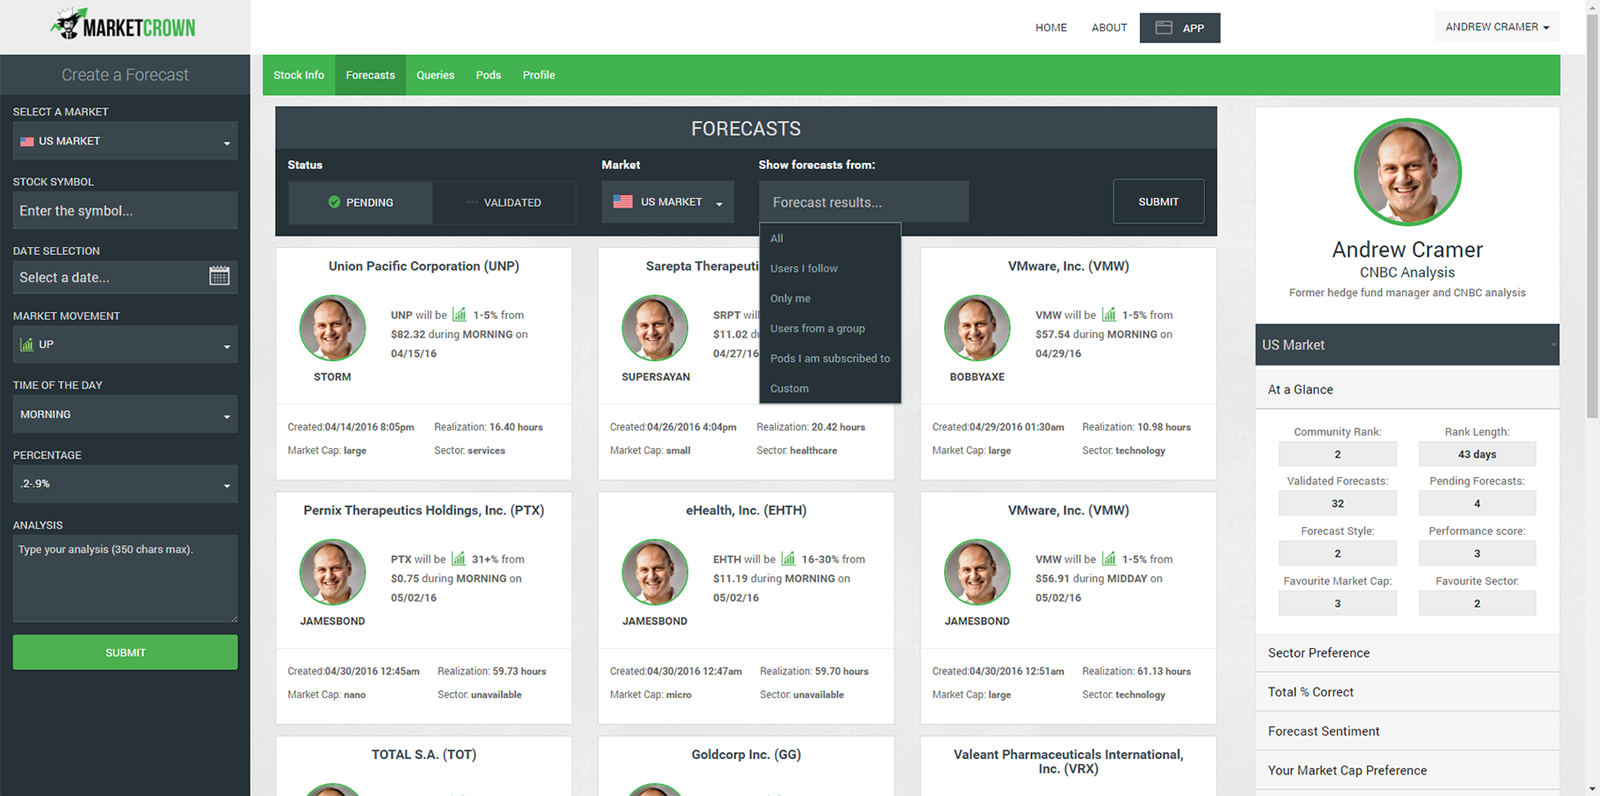 MARKETCROWN
HOME
ABOUT
APP
ANDREW CRAMER
Create a Forecast
SELECT A MARKET
US MARKET
STOCK SYMBOL
Enter the symbol...
DATE SELECTION
Select a date...
MARKET MOVEMENT
UP
TIME OF THE DAY
MORNING
PERCENTAGE
.2-.9%
ANALYSIS
Type your analysis (350 chars max).
SUBMIT
Stock Info
Forecasts
Queries
Pods
Profile
FORECASTS
Status
PENDING
VALIDATED
Market
US MARKET
Show forecasts from:
Forecast results...
SUBMIT
All
Users I follow
Only me
Users from a group
Pods I am subscribed to
Custom
Union Pacific Corporation (UNP)
UNP will be 1-5% from
$82.32 during MORNING on
04/15/16
STORM
Created:04/14/2016 8:05pm
Realization: 16.40 hours
Market Cap: large
Sector: services
Sarepta Therapeuti
SRPT will
$11.02
04/27/16
SUPERSAYAN
Created:04/26/2016 4:04pm
Realization: 20.42 hours
Market Cap: small
Sector: healthcare
VMware, Inc. (VMW)
VMW will be 1-5% from
$57.54 during MORNING on
04/29/16
BOBBYAXE
Created:04/29/2016 01:30am
Realization: 10.98 hours
Market Cap: large
Sector: technology
Pernix Therapeutics Holdings, Inc. (PTX)
PTX will be 31+% from
$0.75 during MORNING on
05/02/16
JAMESBOND
Created:04/30/2016 12:45am
Realization: 59.73 hours
Market Cap: nano
Sector: unavailable
eHealth, Inc. (EHTH)
EHTH will be 16-30% from
$11.19 during MORNING on
05/02/16
JAMESBOND
Created:04/30/2016 12:47am
Realization: 59.70 hours
Market Cap: micro
Sector: unavailable
VMware, Inc. (VMW)
VMW will be 1-5% from
$56.91 during MIDDAY on
05/02/16
JAMESBOND
Created:04/30/2016 12:51am
Realization: 61.13 hours
Market Cap: large
Sector: technology
TOTAL S.A. (TOT)
Goldcorp Inc. (GG)
Valeant Pharmaceuticals International,
Inc. (VRX)
Andrew Cramer
CNBC Analysis
Former hedge fund manager and CNBC analysis
US Market
At a Glance
Community Rank:
2
Rank Length:
43 days
Validated Forecasts:
32
Pending Forecasts:
4
Forecast Style:
2
Performance score:
3
Favourite Market Cap:
3
Favourite Sector:
2
Sector Preference
Total % Correct
Forecast Sentiment
Your Market Cap Preference